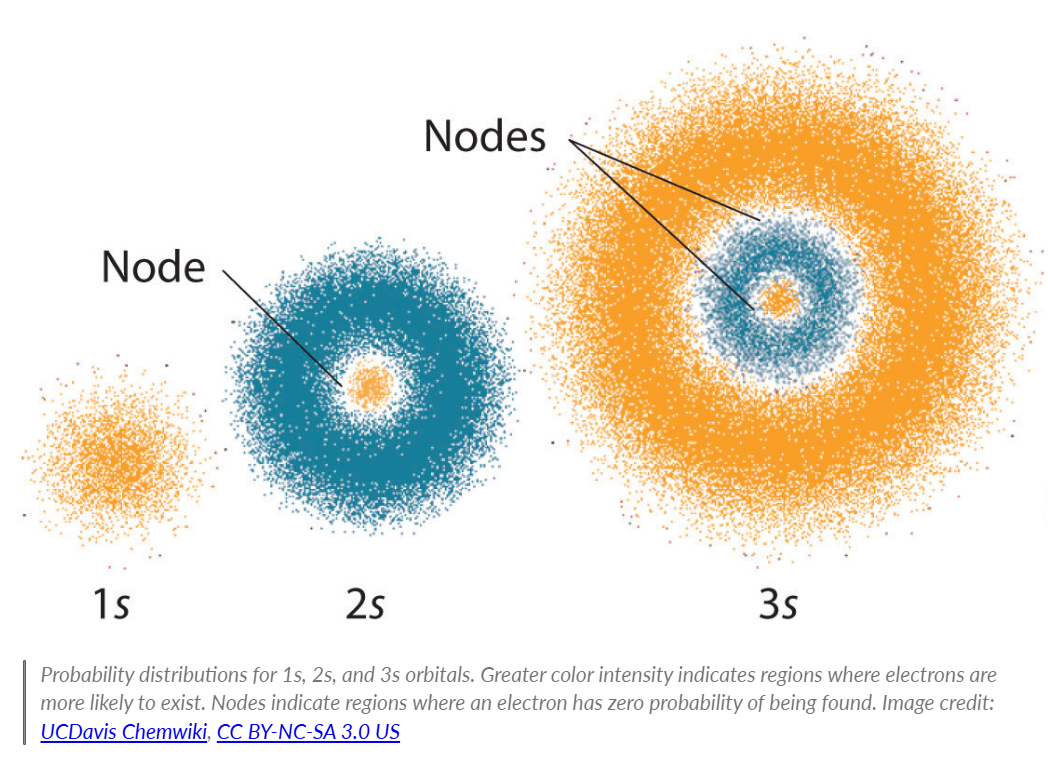 Nodes
Node
1s
2s
3s
Probability distributions for 1s, 2s, and 3s orbitals. Greater color intensity indicates regions where electrons are
more likely to exist. Nodes indicate regions where an electron has zero probability of being found. Image credit:
UCDavis Chemwiki, CC BY-NC-SA 3.0 US